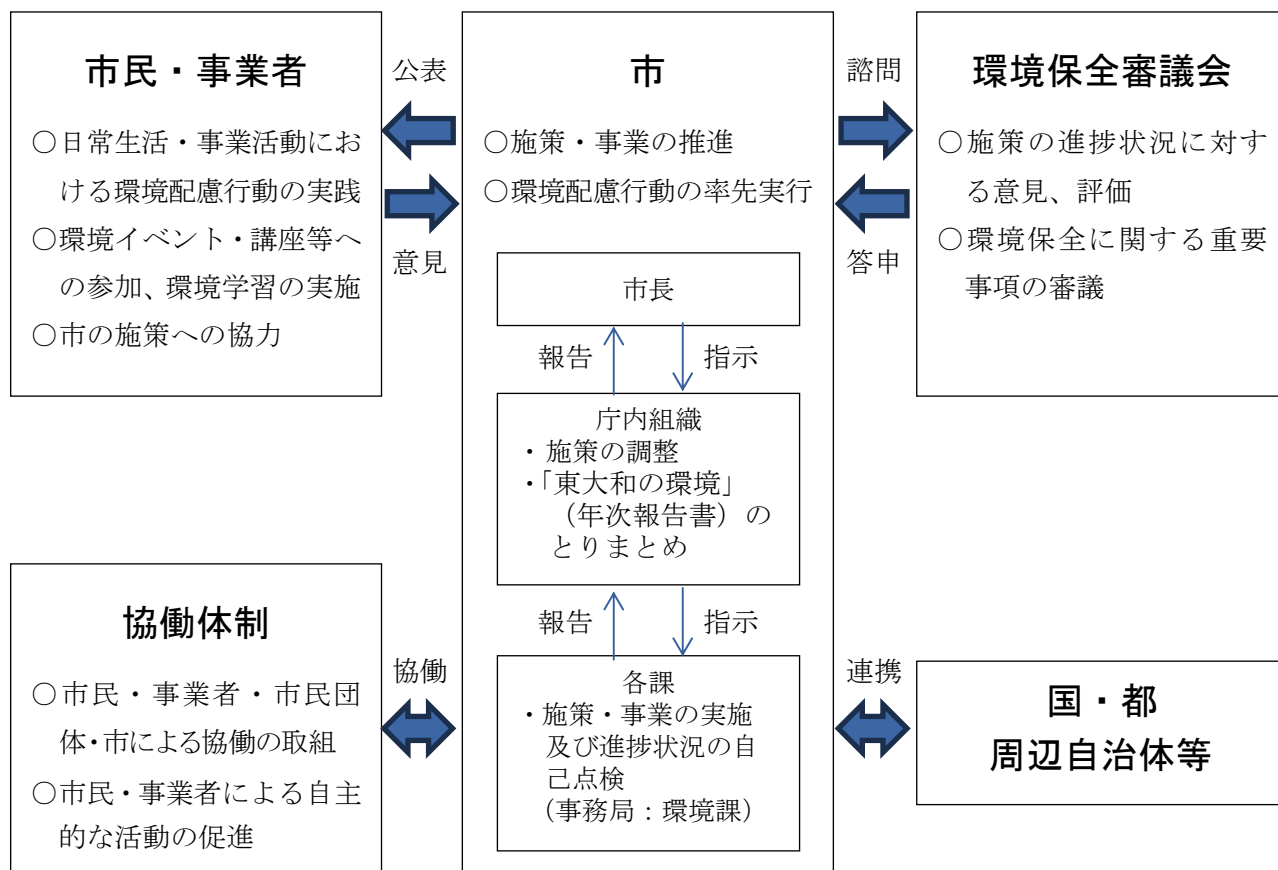 市民・事業者
○日常生活・事業活動にお
ける環境配慮行動の実践
○環境イベント・講座等へ
の参加、環境学習の実施
○市の施策への協力
公表
意見
市
○施策・事業の推進
○環境配慮行動の率先実行
市長
報告
指示
庁内組織
・施策の調整
・「東大和の環境」
（年次報告書）の
とりまとめ
報告
指示
各課
・施策・事業の実施
及び進捗状況の自
己点検
（事務局：環境課）
諮問
答申
環境保全審議会
○施策の進捗状況に対す
る意見、評価
○環境保全に関する重要
事項の審議
協働体制
○市民・事業者・市民団
体・市による協働の取組
○市民・事業者による自主
的な活動の促進
協働
連携
国・都
周辺自治体等